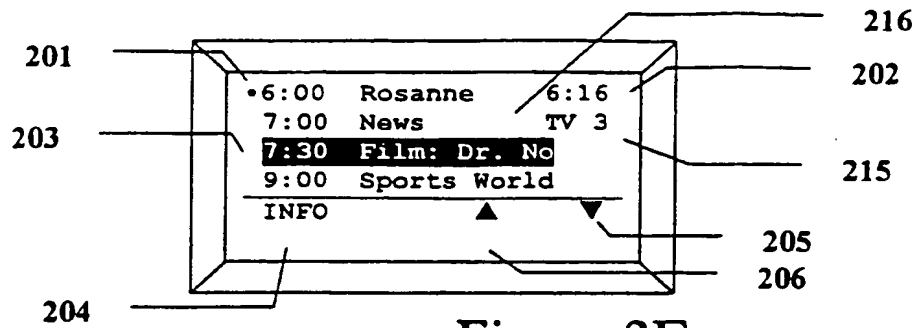 216
201
202
•6:00 Rosanne 6:16
7:00 News TV 3
203
7:30 Film: Dr. No
215
9:00 Sports World
INFO ▲ ▼
205
206
204